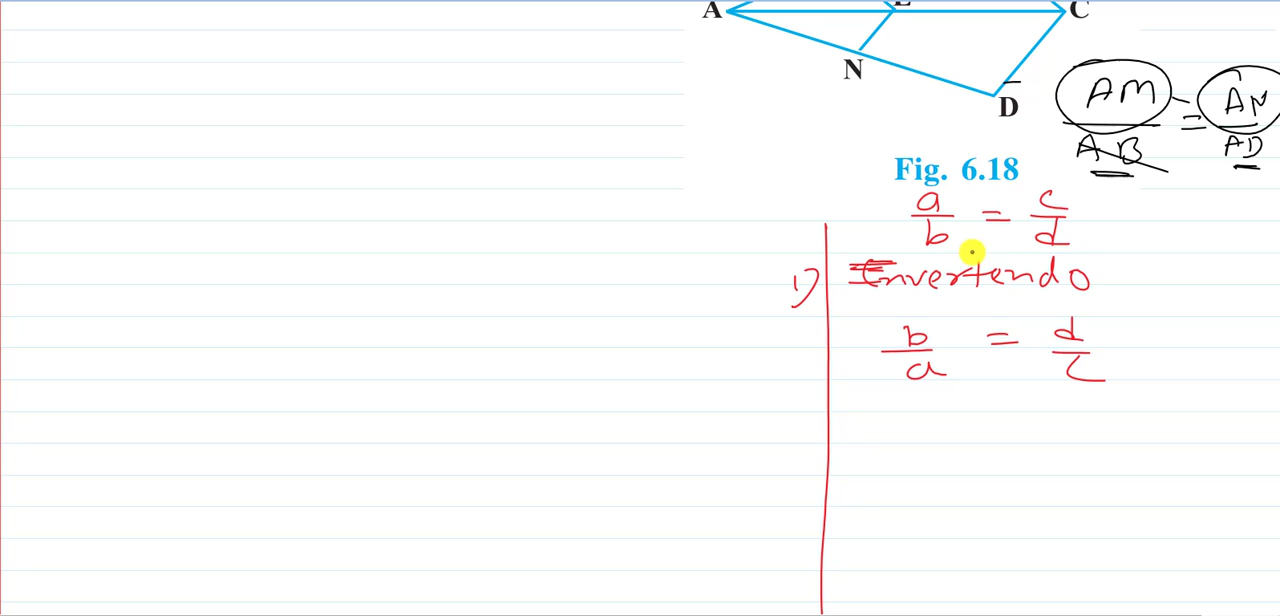 A L C
N
D
AM = AN
AB AD
Fig. 6.18
a = c
b d
1) Invertendo
b = d
a c